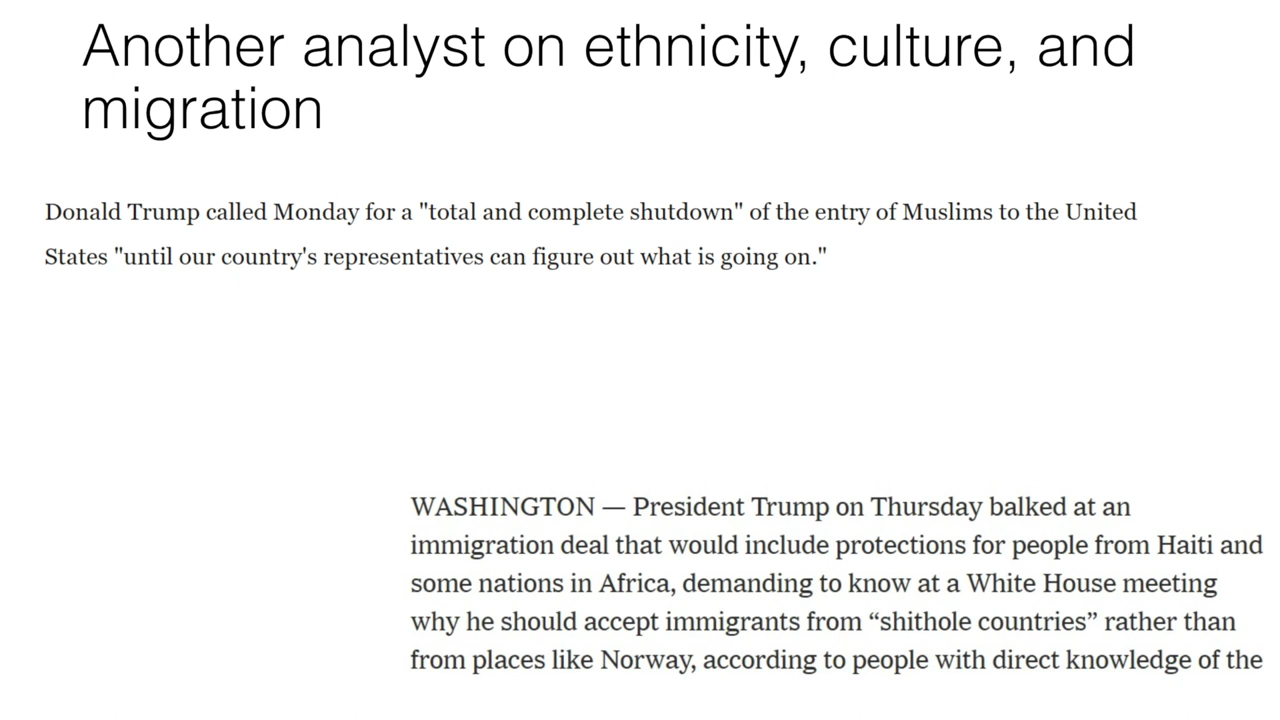 Another analyst on ethnicity, culture, and
migration
Donald Trump called Monday for a "total and complete shutdown" of the entry of Muslims to the United
States "until our country's representatives can figure out what is going on."
WASHINGTON — President Trump on Thursday balked at an
immigration deal that would include protections for people from Haiti and
some nations in Africa, demanding to know at a White House meeting
why he should accept immigrants from “shithole countries” rather than
from places like Norway, according to people with direct knowledge of the